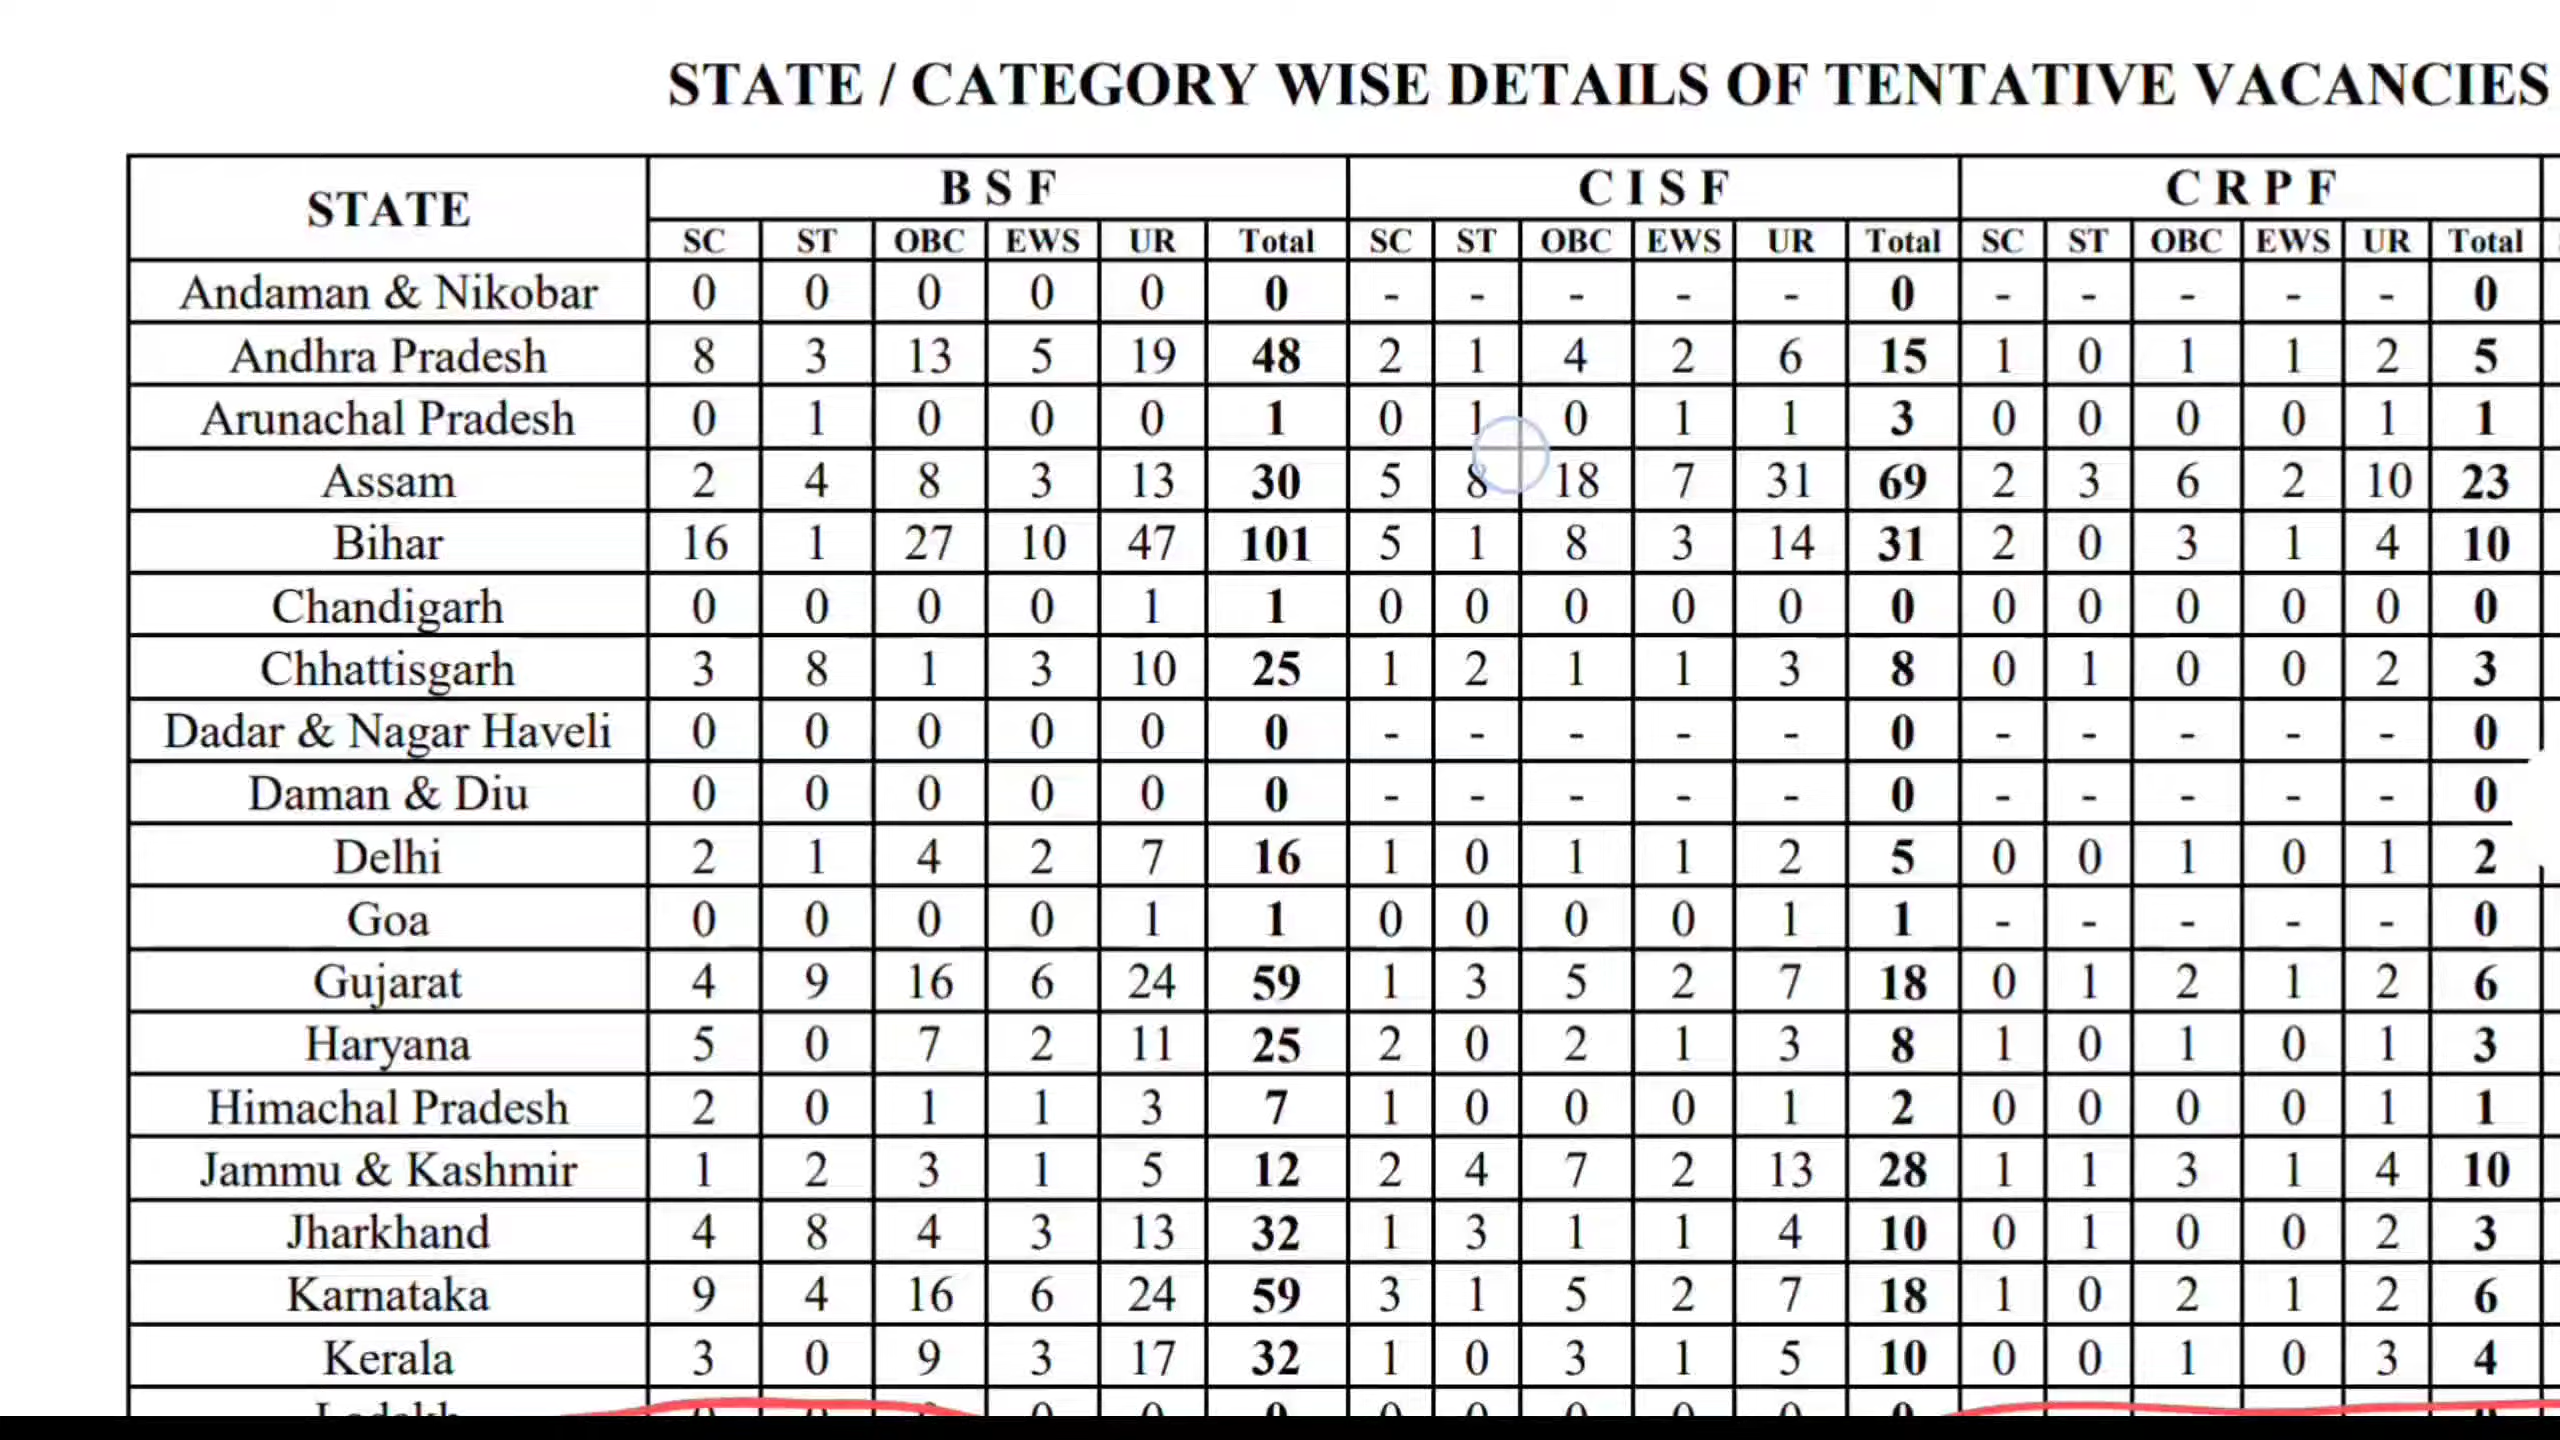 STATE / CATEGORY WISE DETAILS OF TENTATIVE VACANCIES
STATE B S F C I S F C R P F
SC ST OBC EWS UR Total SC ST OBC EWS UR Total SC ST OBC EWS UR Total
Andaman & Nikobar 0 0 0 0 0 0 - - - - - 0 - - - - - 0
Andhra Pradesh 8 3 13 5 19 48 2 1 4 2 6 15 1 0 1 1 2 5
Arunachal Pradesh 0 1 0 0 0 1 0 1 0 1 1 3 0 0 0 0 1 1
Assam 2 4 8 3 13 30 5 8 18 7 31 69 2 3 6 2 10 23
Bihar 16 1 27 10 47 101 5 1 8 3 14 31 2 0 3 1 4 10
Chandigarh 0 0 0 0 1 1 0 0 0 0 0 0 0 0 0 0 0 0
Chhattisgarh 3 8 1 3 10 25 1 2 1 1 3 8 0 1 0 0 2 3
Dadar & Nagar Haveli 0 0 0 0 0 0 - - - - - 0 - - - - - 0
Daman & Diu 0 0 0 0 0 0 - - - - - 0 - - - - - 0
Delhi 2 1 4 2 7 16 1 0 1 1 2 5 0 0 1 0 1 2
Goa 0 0 0 0 1 1 0 0 0 0 1 1 - - - - - 0
Gujarat 4 9 16 6 24 59 1 3 5 2 7 18 0 1 2 1 2 6
Haryana 5 0 7 2 11 25 2 0 2 1 3 8 1 0 1 0 1 3
Himachal Pradesh 2 0 1 1 3 7 1 0 0 0 1 2 0 0 0 0 1 1
Jammu & Kashmir 1 2 3 1 5 12 2 4 7 2 13 28 1 1 3 1 4 10
Jharkhand 4 8 4 3 13 32 1 3 1 1 4 10 0 1 0 0 2 3
Karnataka 9 4 16 6 24 59 3 1 5 2 7 18 1 0 2 1 2 6
Kerala 3 0 9 3 17 32 1 0 3 1 5 10 0 0 1 0 3 4